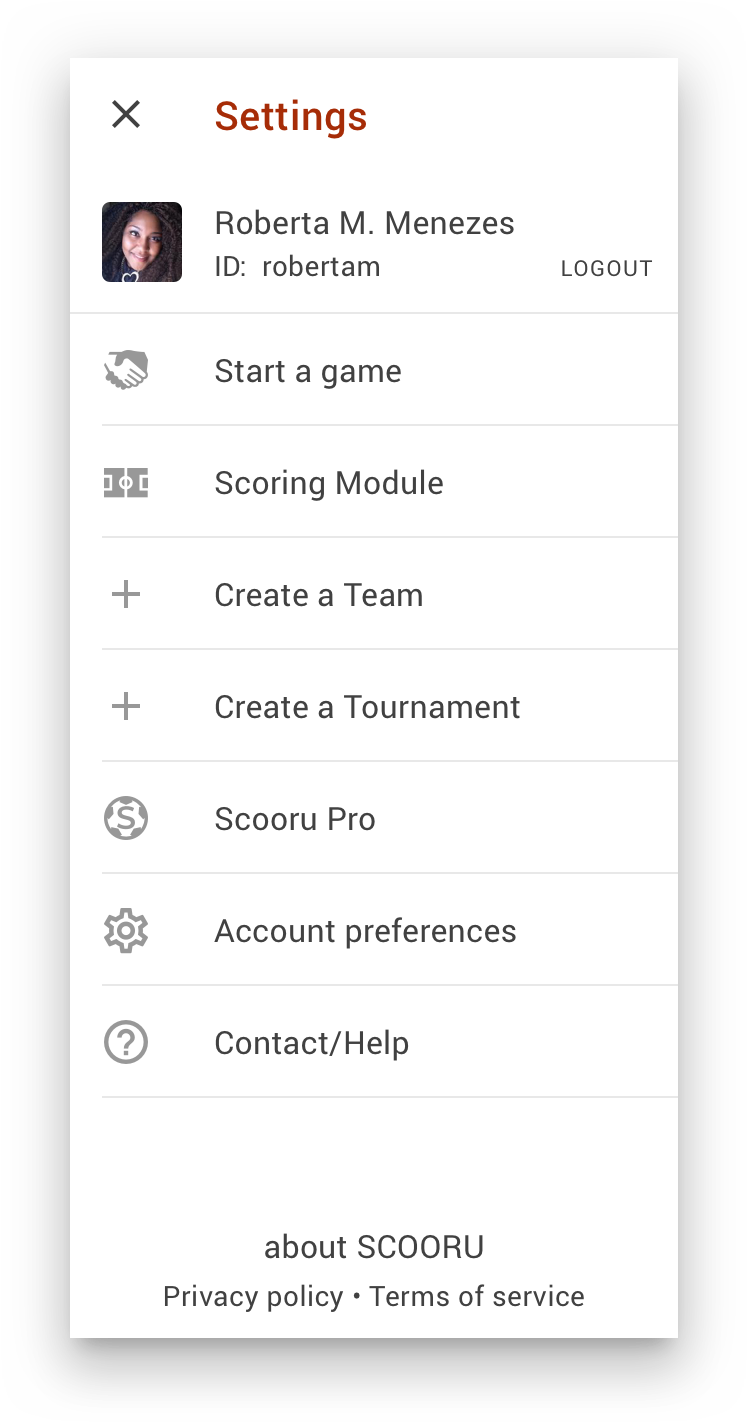 Settings
Roberta M. Menezes
ID: robertam
LOGOUT
Start a game
Scoring Module
Create a Team
Create a Tournament
Scooru Pro
Account preferences
Contact/Help
about SCOORU
Privacy policy • Terms of service